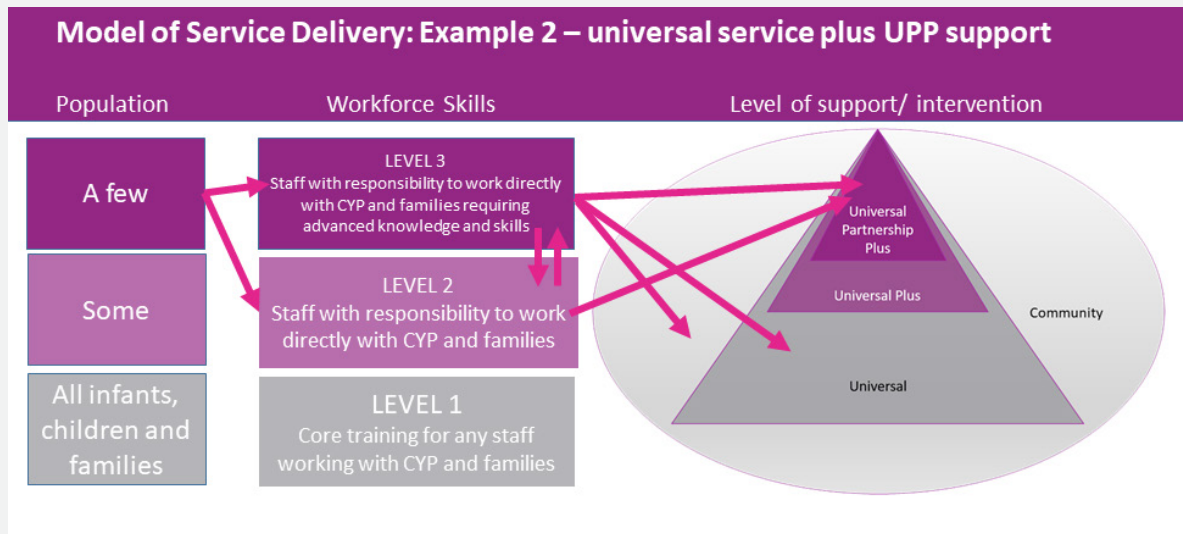 Model of Service Delivery: Example 2 – universal service plus UPP support
Population
Workforce Skills
Level of support/ intervention
A few
LEVEL 3
Staff with responsibility to work directly
with CYP and families requiring
advanced knowledge and skills
Universal
Partnership
Plus
Some
LEVEL 2
Staff with responsibility to work
directly with CYP and families
Universal Plus
Community
All infants,
children and
families
LEVEL 1
Core training for any staff
working with CYP and families
Universal